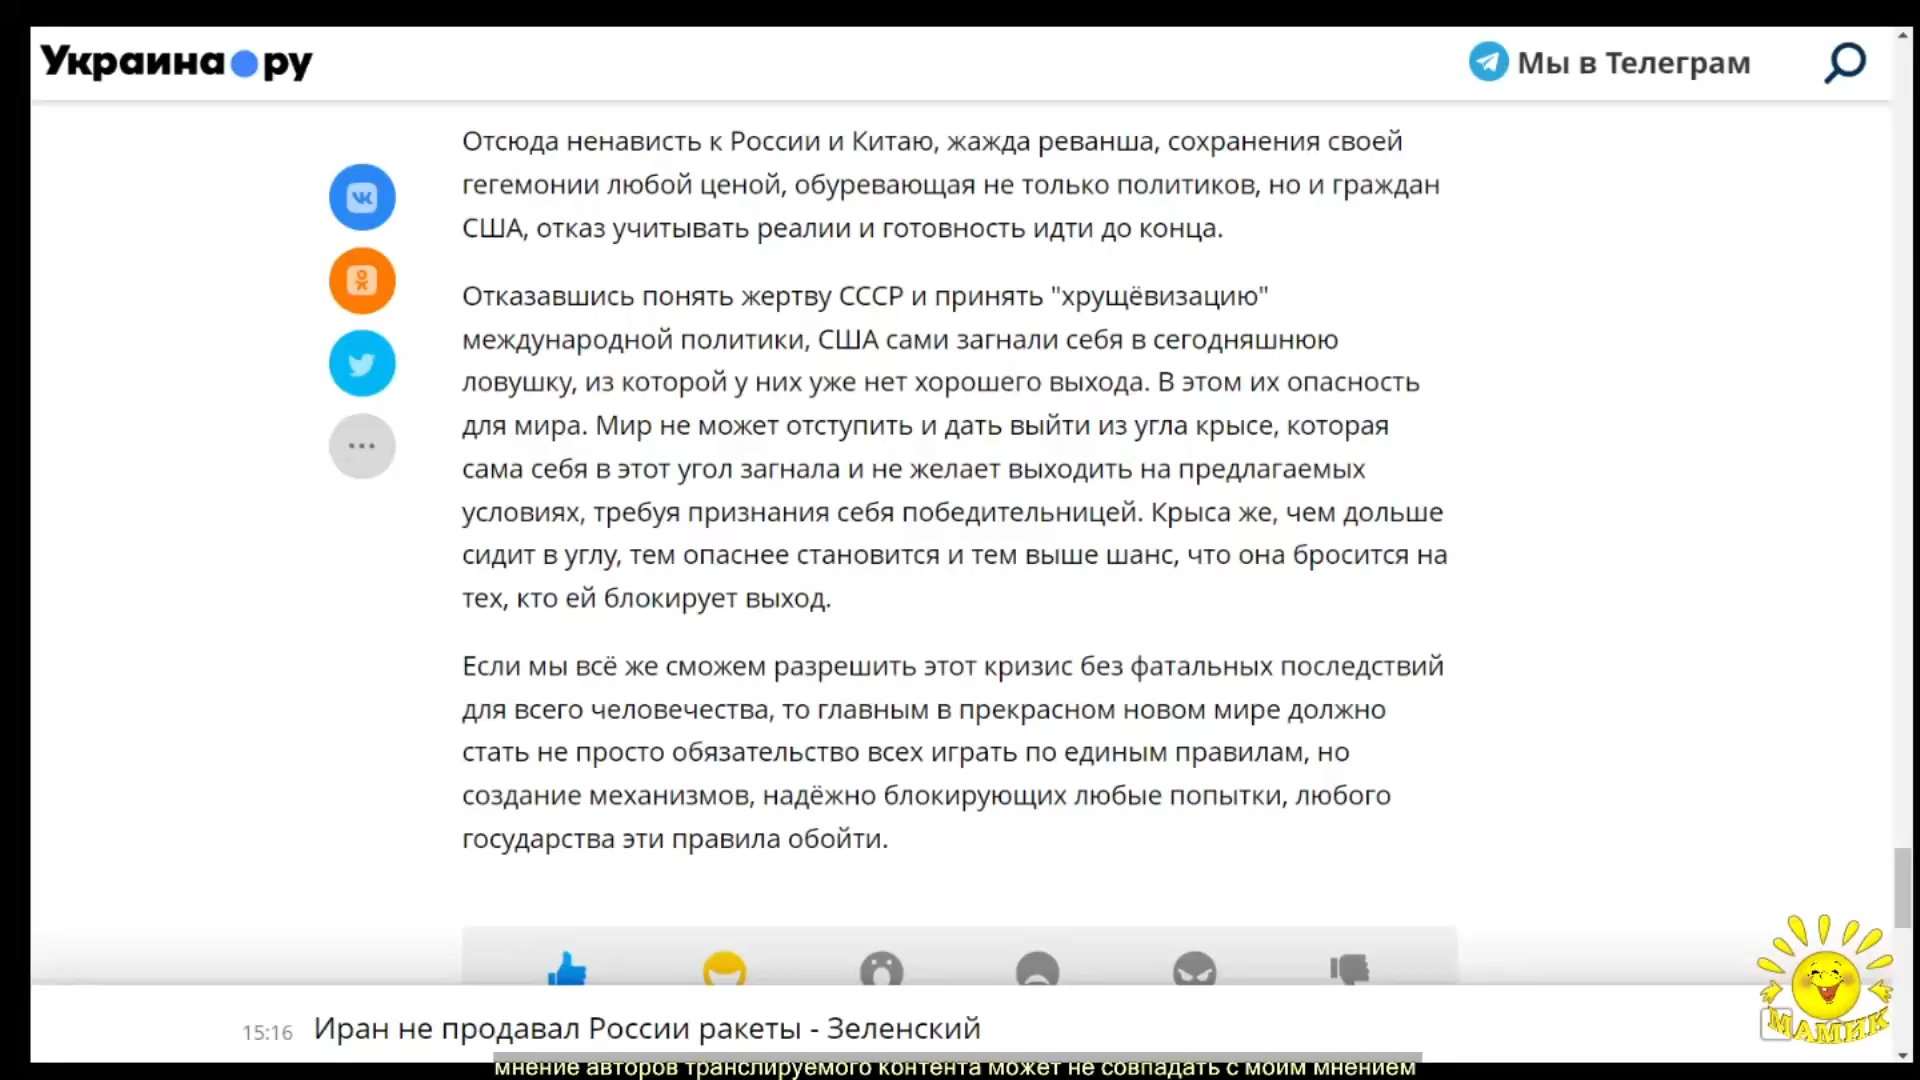 Украина ру
Мы в Телеграм
Отсюда ненависть к России и Китаю, жажда реванша, сохранения своей
гегемонии любой ценой, обуревающая не только политиков, но и граждан
США, отказ учитывать реалии и готовность идти до конца.
Отказавшись понять жертву СССР и принять "хрущёвизацию"
международной политики, США сами загнали себя в сегодняшнюю
ловушку, из которой у них уже нет хорошего выхода. В этом их опасность
для мира. Мир не может отступить и дать выйти из угла крысе, которая
сама себя в этот угол загнала и не желает выходить на предлагаемых
условиях, требуя признания себя победительницей. Крыса же, чем дольше
сидит в углу, тем опаснее становится и тем выше шанс, что она бросится на
тех, кто ей блокирует выход.
Если мы всё же сможем разрешить этот кризис без фатальных последствий
для всего человечества, то главным в прекрасном новом мире должно
стать не просто обязательство всех играть по единым правилам, но
создание механизмов, надёжно блокирующих любые попытки, любого
государства эти правила обойти.
15:16 Иран не продавал России ракеты - Зеленский
МАМИК
мнение авторов транслируемого контента может не совпадать с моим мнением